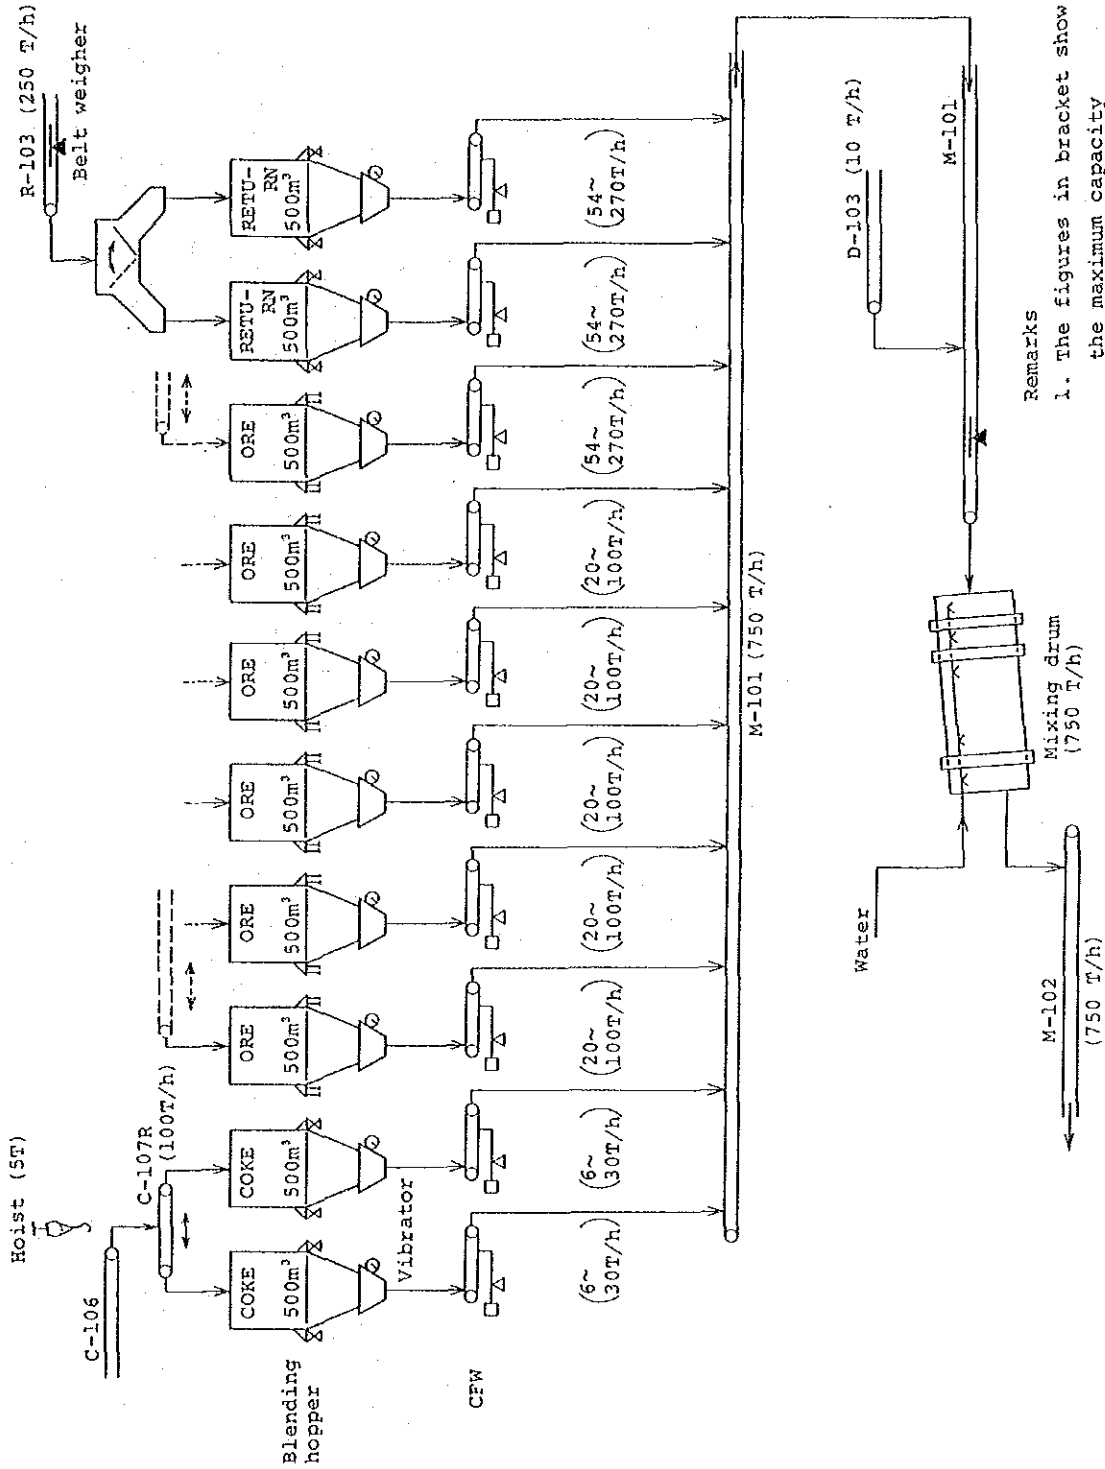 Hoist (5T)
C-106
C-107R
(100T/h)
R-103 (250 T/h)
Belt weigher
Blending
hopper
COKE
500m³
COKE
500m³
ORE
500m³
ORE
500m³
ORE
500m³
ORE
500m³
ORE
500m³
ORE
500m³
RETU-
RN
500m³
RETU-
RN
500m³
Vibrator
CFW
(6~
30T/h)
(6~
30T/h)
(20~
100T/h)
(20~
100T/h)
(20~
100T/h)
(20~
100T/h)
(20~
100T/h)
(54~
270T/h)
(54~
270T/h)
(54~
270T/h)
M-101 (750 T/h)
D-103 (10 T/h)
M-101
Water
Mixing drum
(750 T/h)
M-102
(750 T/h)
Remarks
1. The figures in bracket show
the maximum capacity